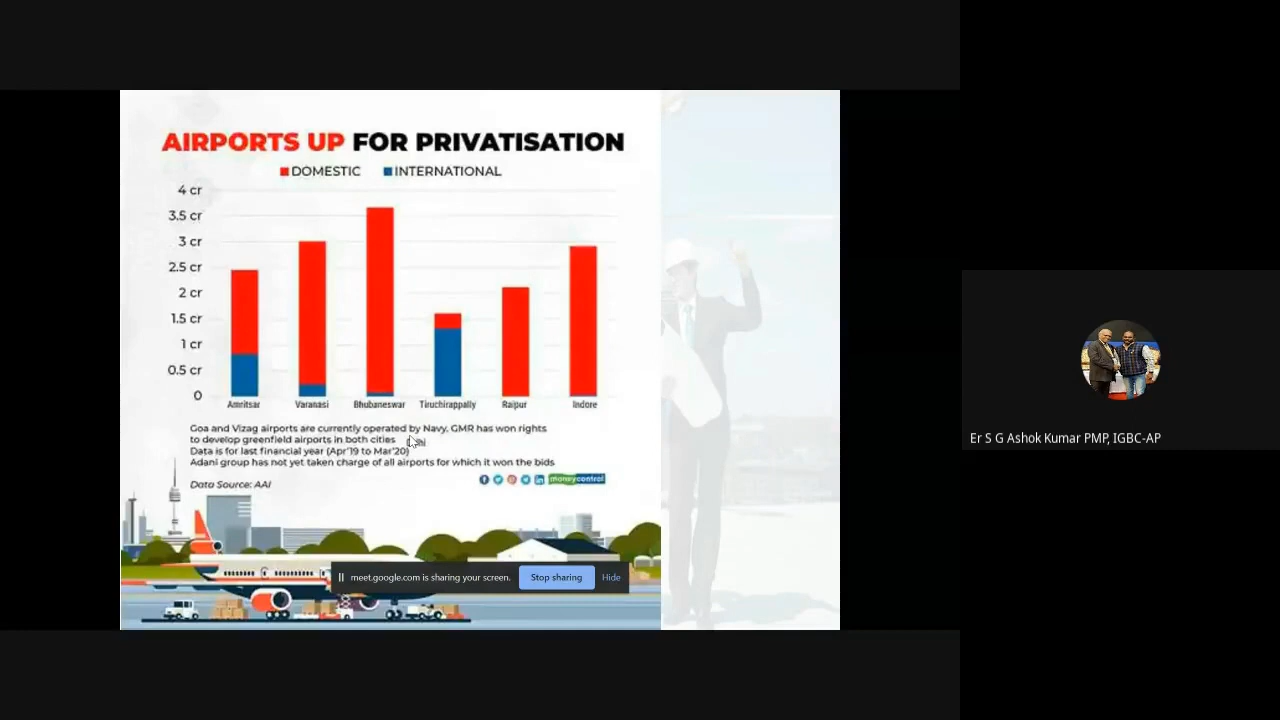 AIRPORTS UP FOR PRIVATISATION
DOMESTIC INTERNATIONAL
4 cr
3.5 cr
3 cr
2.5 cr
2 cr
1.5 cr
1 cr
0.5 cr
0
Amritsar Varanasi Bhubaneswar Tiruchirappally Raipur Indore
Goa and Vizag airports are currently operated by Navy. GMR has won rights
to develop greenfield airports in both cities
Data is for last financial year (Apr'19 to Mar'20)
Adani group has not yet taken charge of all airports for which it won the bids
Data Source: AAI
moneycontrol
meet.google.com is sharing your screen. Stop sharing Hide
Er S G Ashok Kumar PMP, IGBC-AP